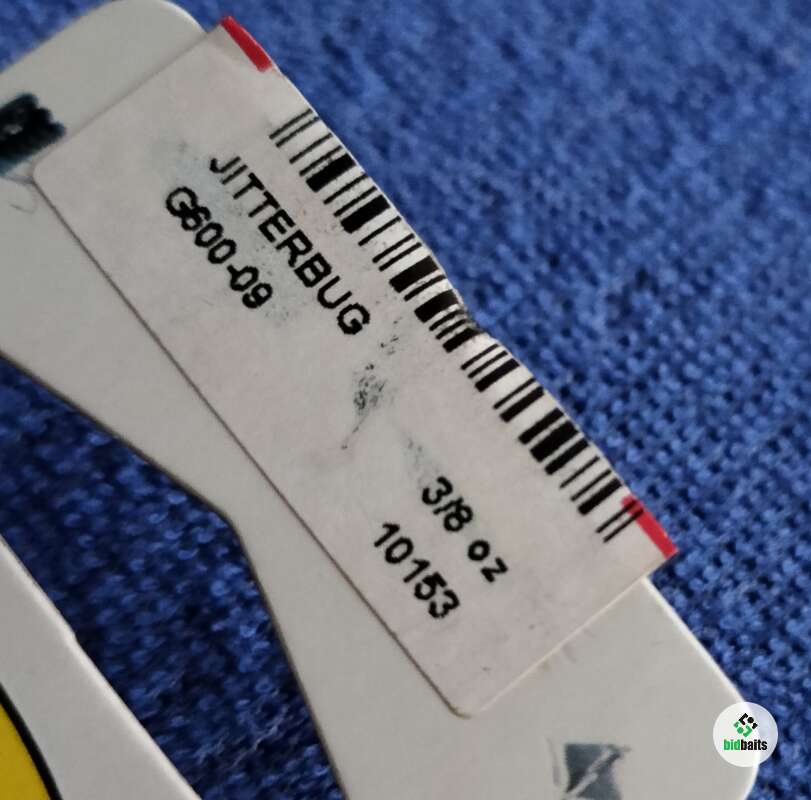 JITTERBUG
G600-09
3/8 oz
10153
bidbaits